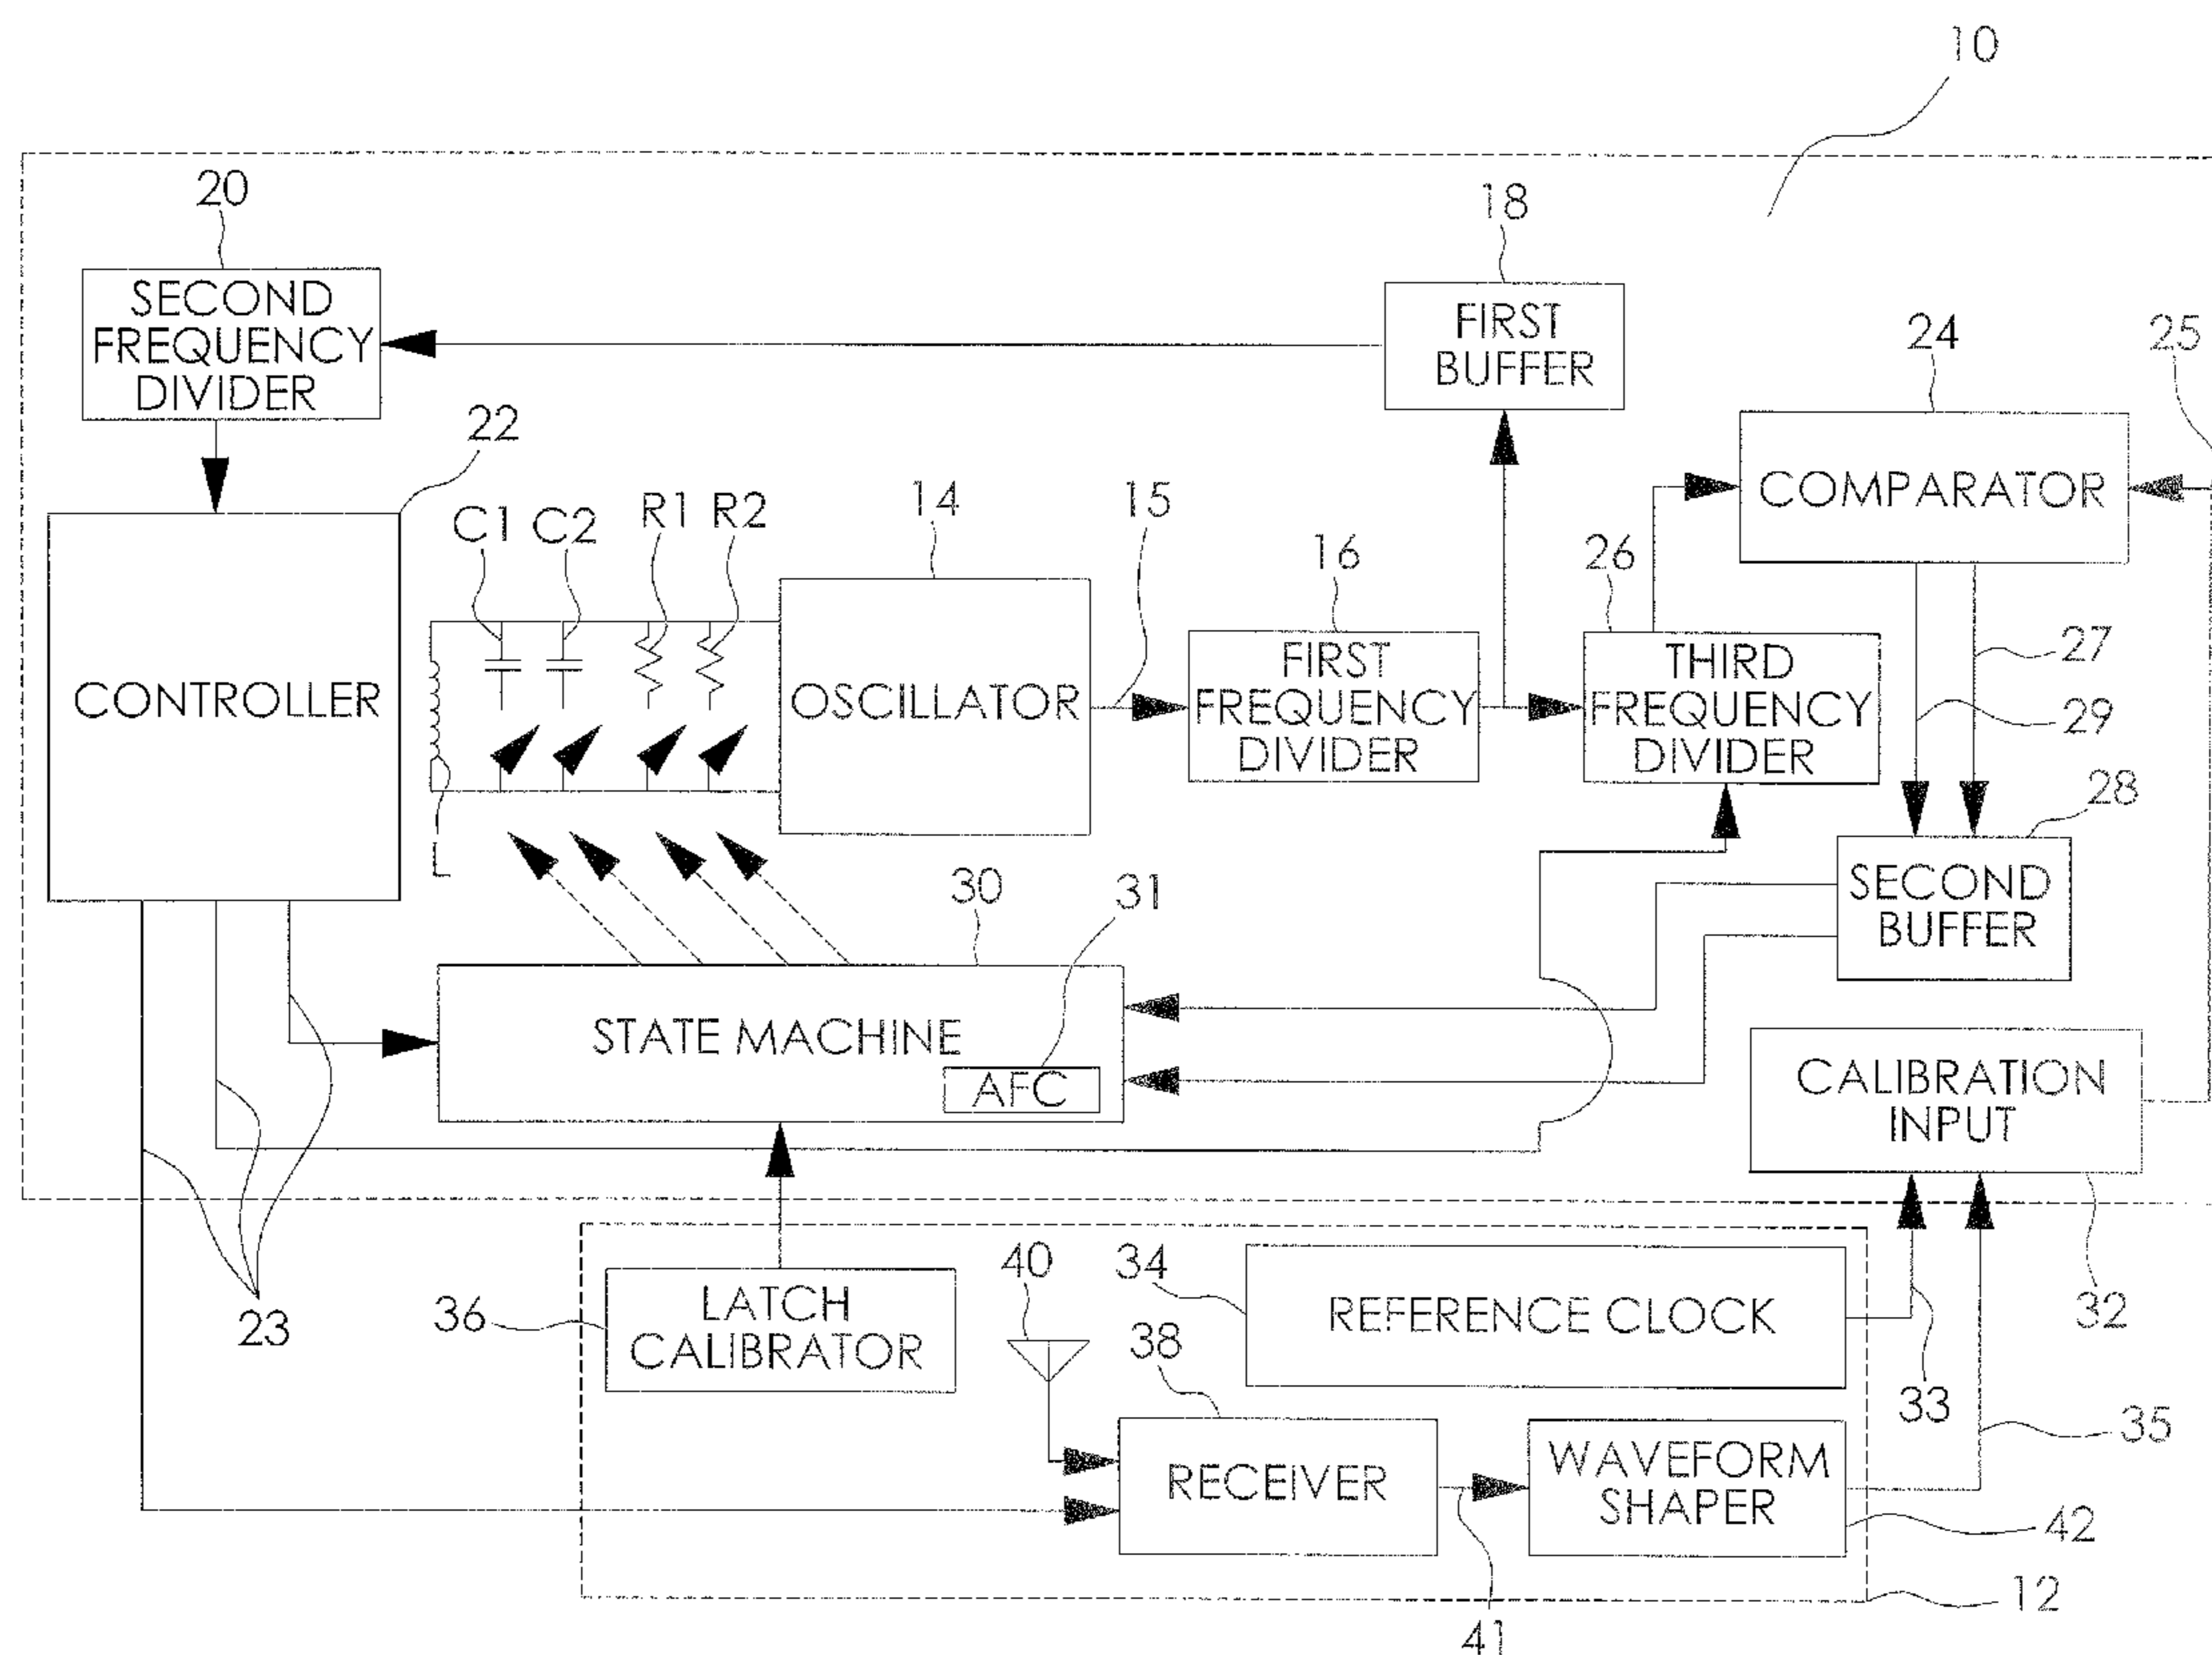 10
20
18
SECOND
FREQUENCY
DIVIDER
FIRST
BUFFER
24
25
22
COMPARATOR
C1
C2
R1
R2
14
15
16
26
CONTROLLER
OSCILLATOR
FIRST
FREQUENCY
DIVIDER
THIRD
FREQUENCY
DIVIDER
27
29
28
L
SECOND
BUFFER
30
31
STATE MACHINE
AFC
CALIBRATION
INPUT
23
36
LATCH
CALIBRATOR
40
34
REFERENCE CLOCK
32
38
33
35
RECEIVER
WAVEFORM
SHAPER
42
41
12